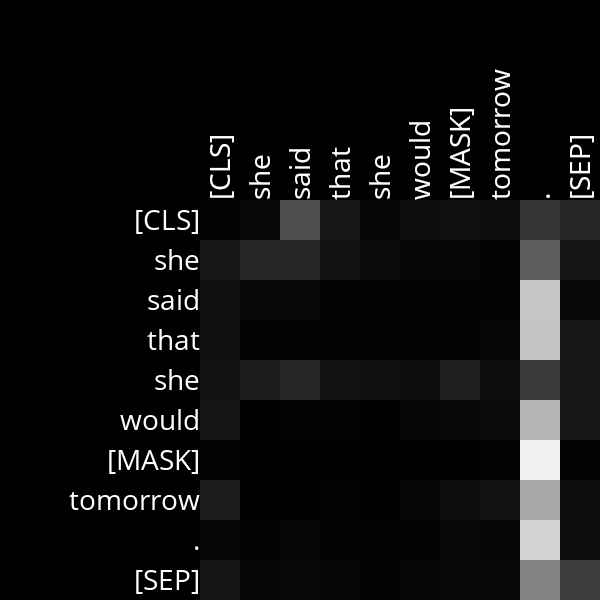 [CLS]
she
said
that
she
would
[MASK]
tomorrow
.
[SEP]
[CLS]
she
said
that
she
would
[MASK]
tomorrow
.
[SEP]